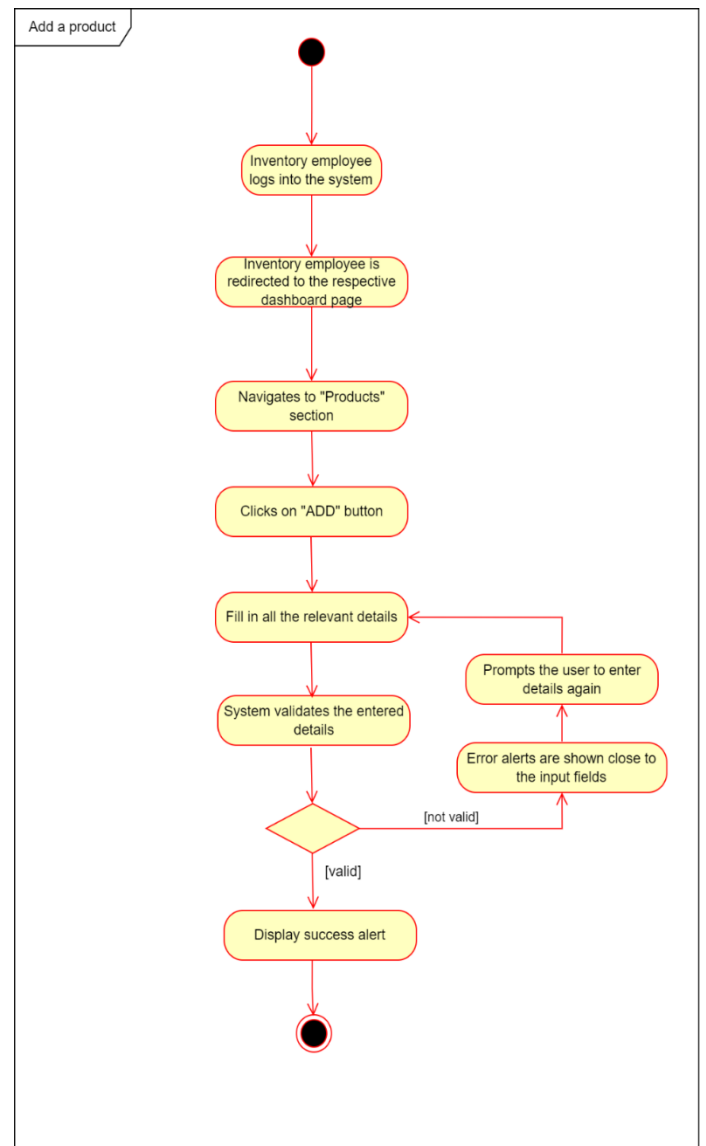 Add a product
Inventory employee
logs into the system
Inventory employee is
redirected to the respective
dashboard page
Navigates to "Products"
section
Clicks on "ADD" button
Fill in all the relevant details
System validates the entered
details
Prompts the user to enter
details again
Error alerts are shown close to
the input fields
[not valid]
[valid]
Display success alert